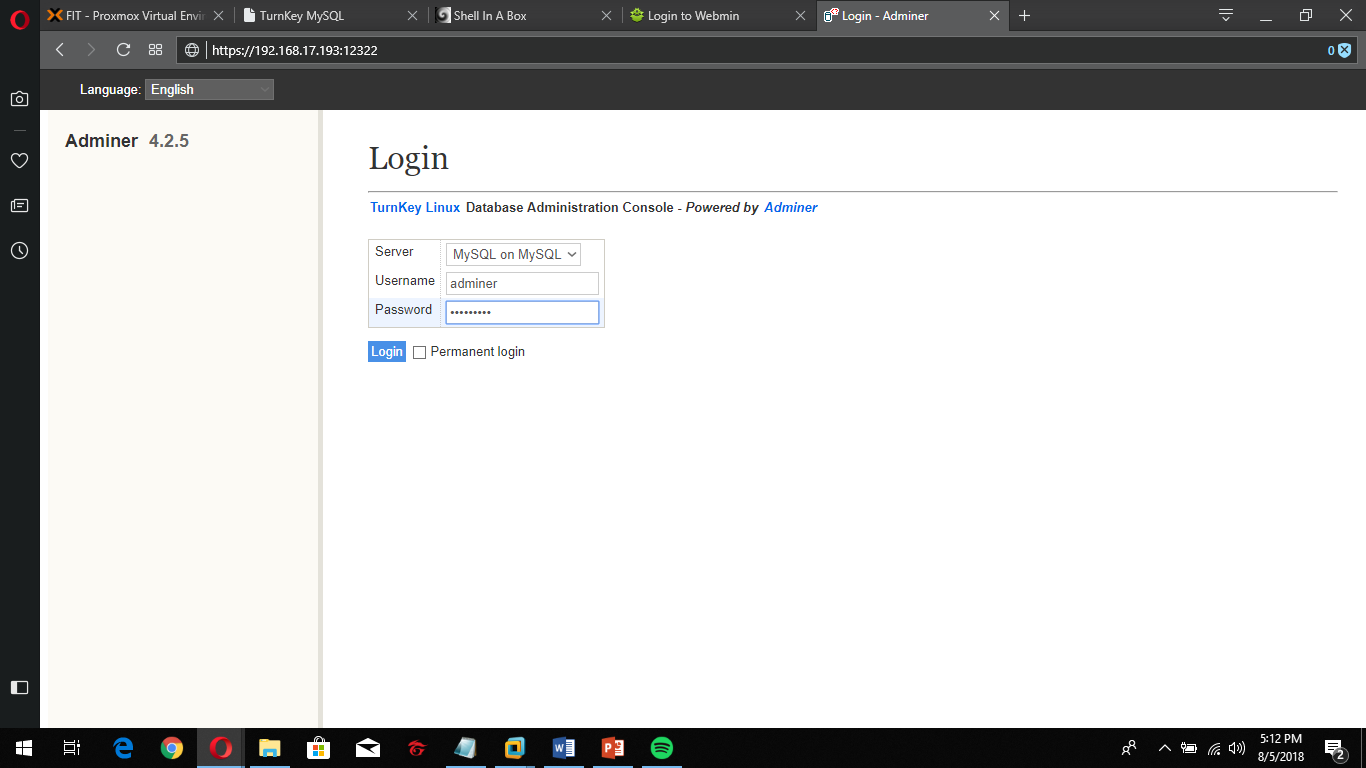 FIT - Proxmox Virtual Envir
TurnKey MySQL
Shell In A Box
Login to Webmin
Login - Adminer
https://192.168.17.193:12322
0
Language: English
Adminer 4.2.5
Login
TurnKey Linux Database Administration Console - Powered by Adminer
Server MySQL on MySQL
Username adminer
Password •••••••••
Login Permanent login
5:12 PM
8/5/2018
2